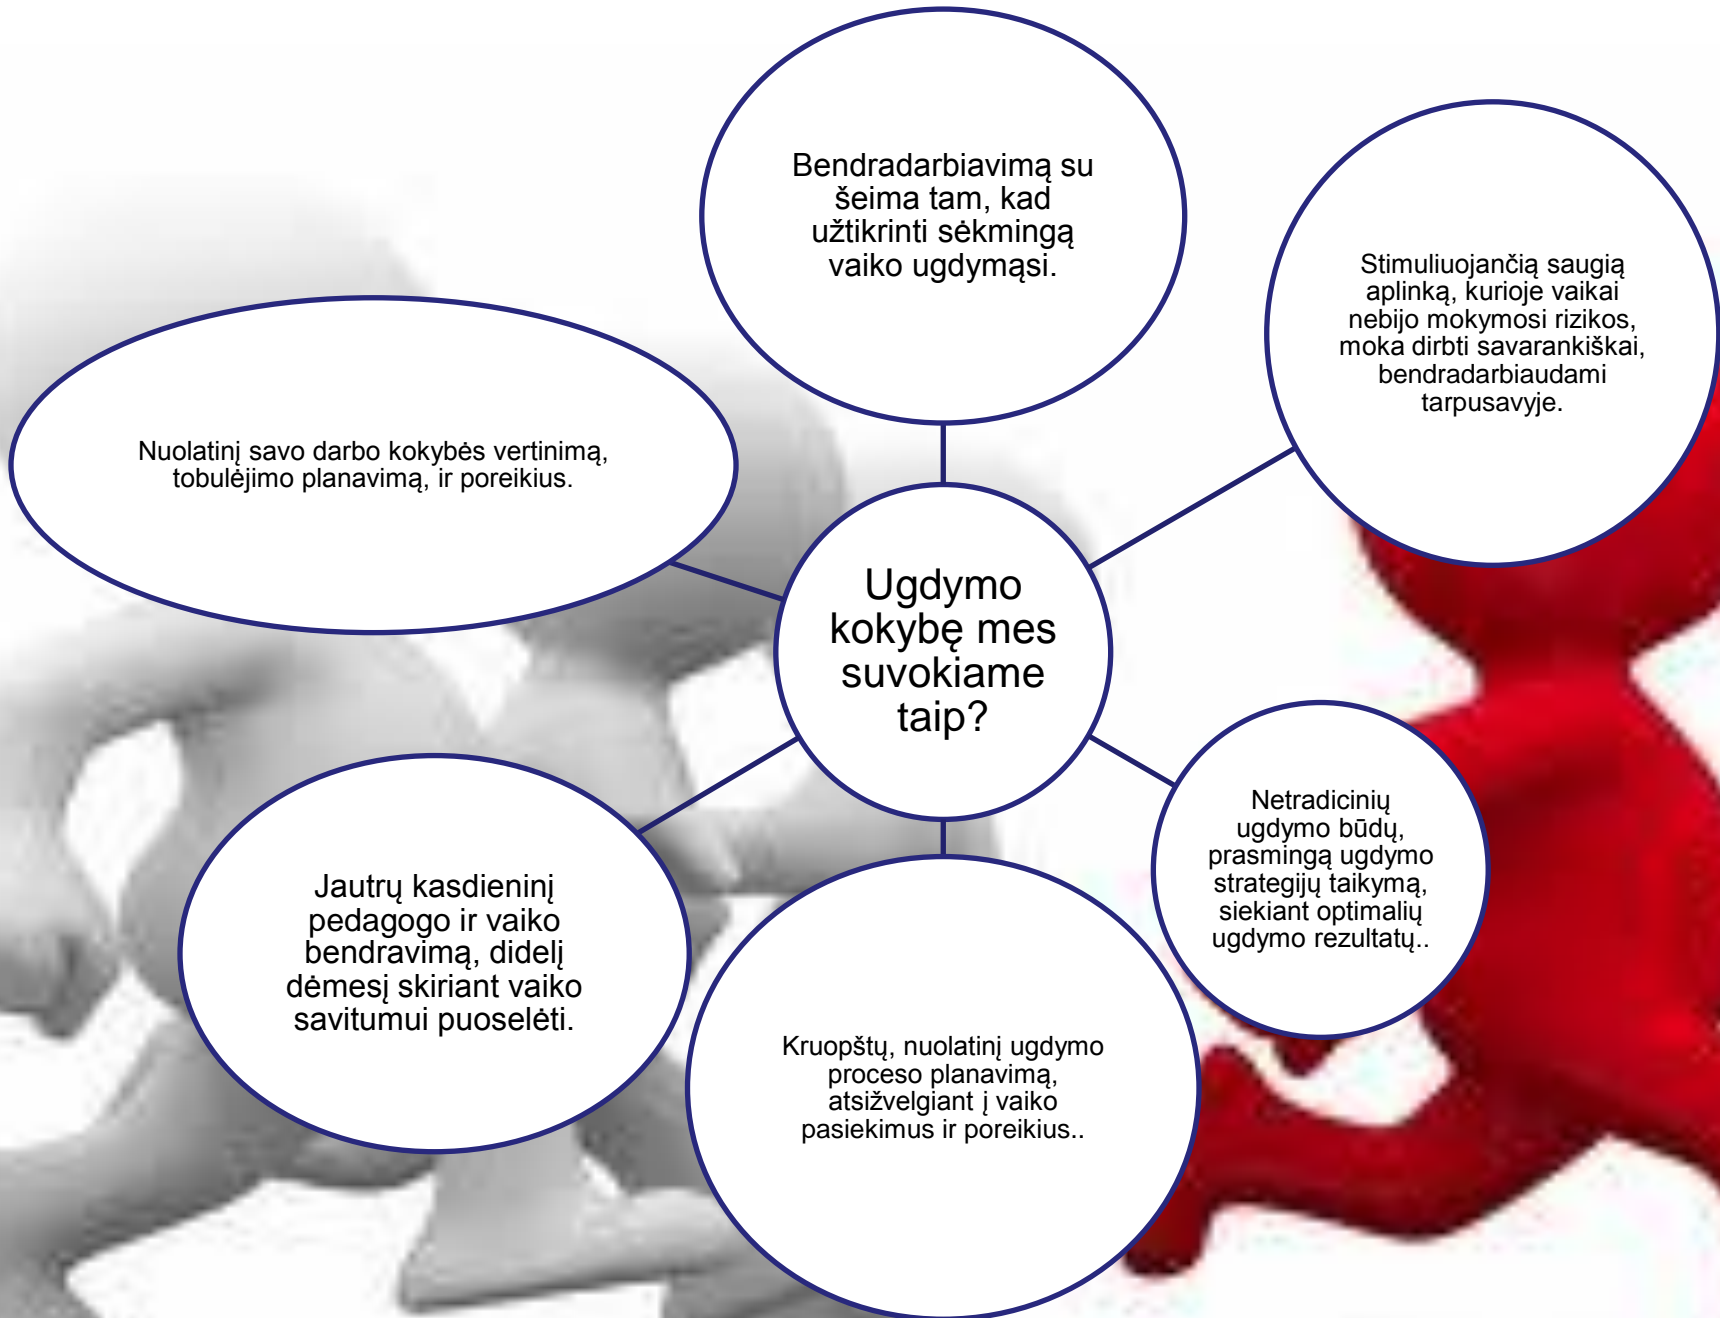 Bendradarbiavimą su
šeima tam, kad
užtikrinti sėkmingą
vaiko ugdymąsi.
Stimuliuojančią saugią
aplinką, kurioje vaikai
nebijo mokymosi rizikos,
moka dirbti savarankiškai,
bendradarbiaudami
tarpusavyje.
Nuolatinį savo darbo kokybės vertinimą,
tobulėjimo planavimą, ir poreikius.
Ugdymo
kokybę mes
suvokiame
taip?
Netradicinių
ugdymo būdų,
prasmingą ugdymo
strategijų taikymą,
siekiant optimalių
ugdymo rezultatų..
Jautrų kasdieninį
pedagogo ir vaiko
bendravimą, didelį
dėmesį skiriant vaiko
savitumui puoselėti.
Kruopštų, nuolatinį ugdymo
proceso planavimą,
atsižvelgiant į vaiko
pasiekimus ir poreikius..